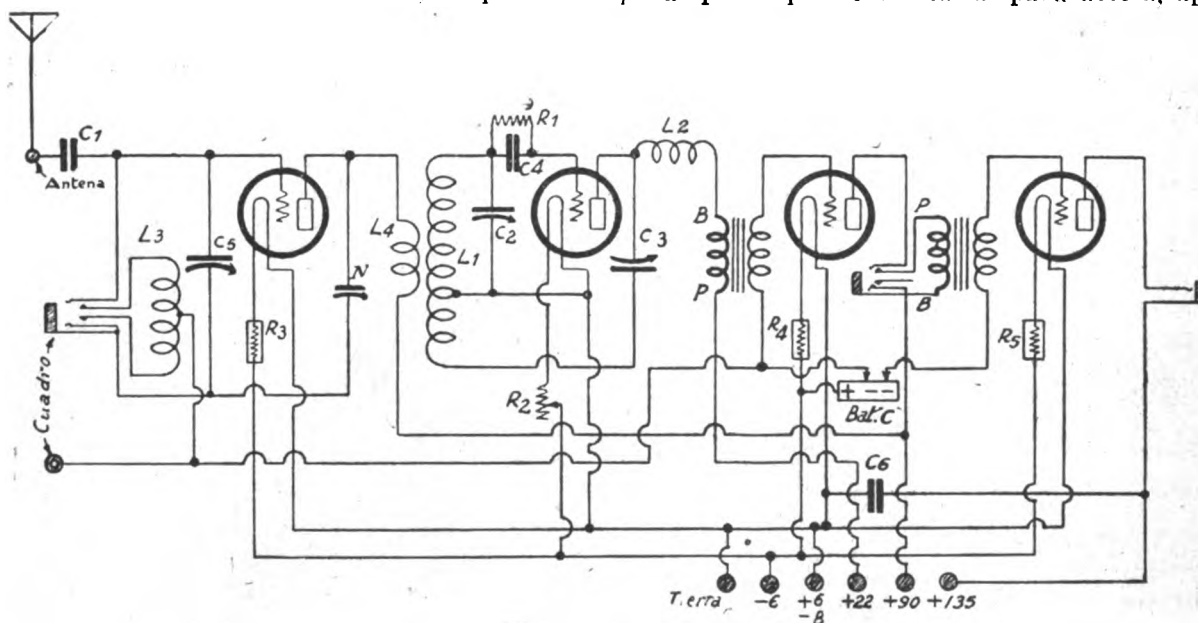 C1
Antena
L3
C5
Cuadro
R3
N
L4
L1
R1
C4
C2
C3
R2
L2
B
P
R4
P
B
R5
+ - -
Bat. C
C6
Tierra
-6
+6
-B
+22
+90
+135